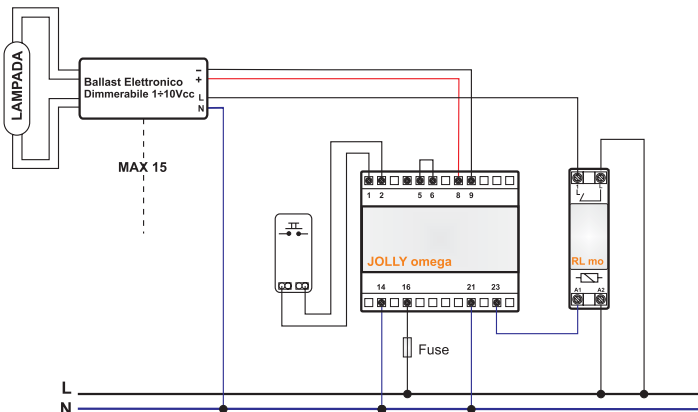 LAMPADA
Ballast Elettronico
Dimmerabile 1÷10Vcc
−
+
L
N
MAX 15
1 2 5 6 8 9
JOLLY omega
14 16 21 23
L L
RL mo
A1 A2
Fuse
L
N